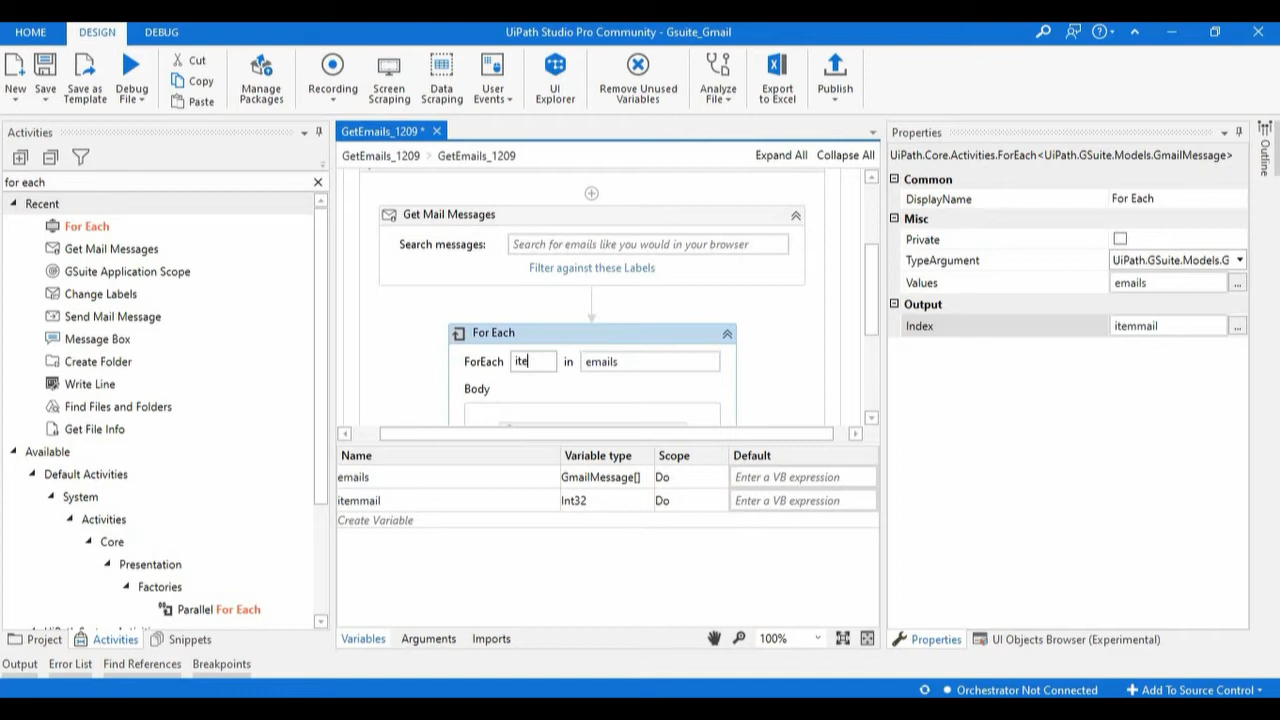 HOME DESIGN DEBUG UiPath Studio Pro Community - Gsuite_Gmail
New Save Save as Template Debug File Cut Copy Paste Manage Packages Recording Screen Scraping Data Scraping User Events UI Explorer Remove Unused Variables Analyze File Export to Excel Publish
Activities
for each
Recent
For Each
Get Mail Messages
GSuite Application Scope
Change Labels
Send Mail Message
Message Box
Create Folder
Write Line
Find Files and Folders
Get File Info
Available
Default Activities
System
Activities
Core
Presentation
Factories
Parallel For Each
Project Activities Snippets
GetEmails_1209 *
GetEmails_1209 > GetEmails_1209 Expand All Collapse All
Get Mail Messages
Search messages: Search for emails like you would in your browser
Filter against these Labels
For Each
ForEach ite in emails
Body
Name Variable type Scope Default
emails GmailMessage[] Do Enter a VB expression
itemmail Int32 Do Enter a VB expression
Create Variable
Variables Arguments Imports 100%
Properties
UiPath.Core.Activities.ForEach<UiPath.GSuite.Models.GmailMessage>
Common
DisplayName For Each
Misc
Private
TypeArgument UiPath.GSuite.Models.G
Values emails ...
Output
Index itemmail ...
Properties UI Objects Browser (Experimental)
Outline
Output Error List Find References Breakpoints
Orchestrator Not Connected Add To Source Control